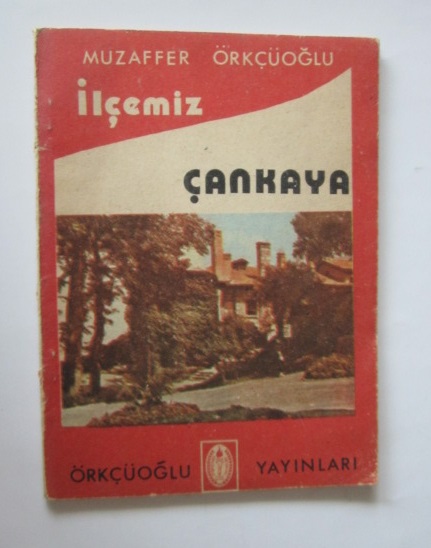 MUZAFFER ÖRKÇÜOĞLU
İlçemiz
ÇANKAYA
ÖRKÇÜOĞLU YAYINLARI